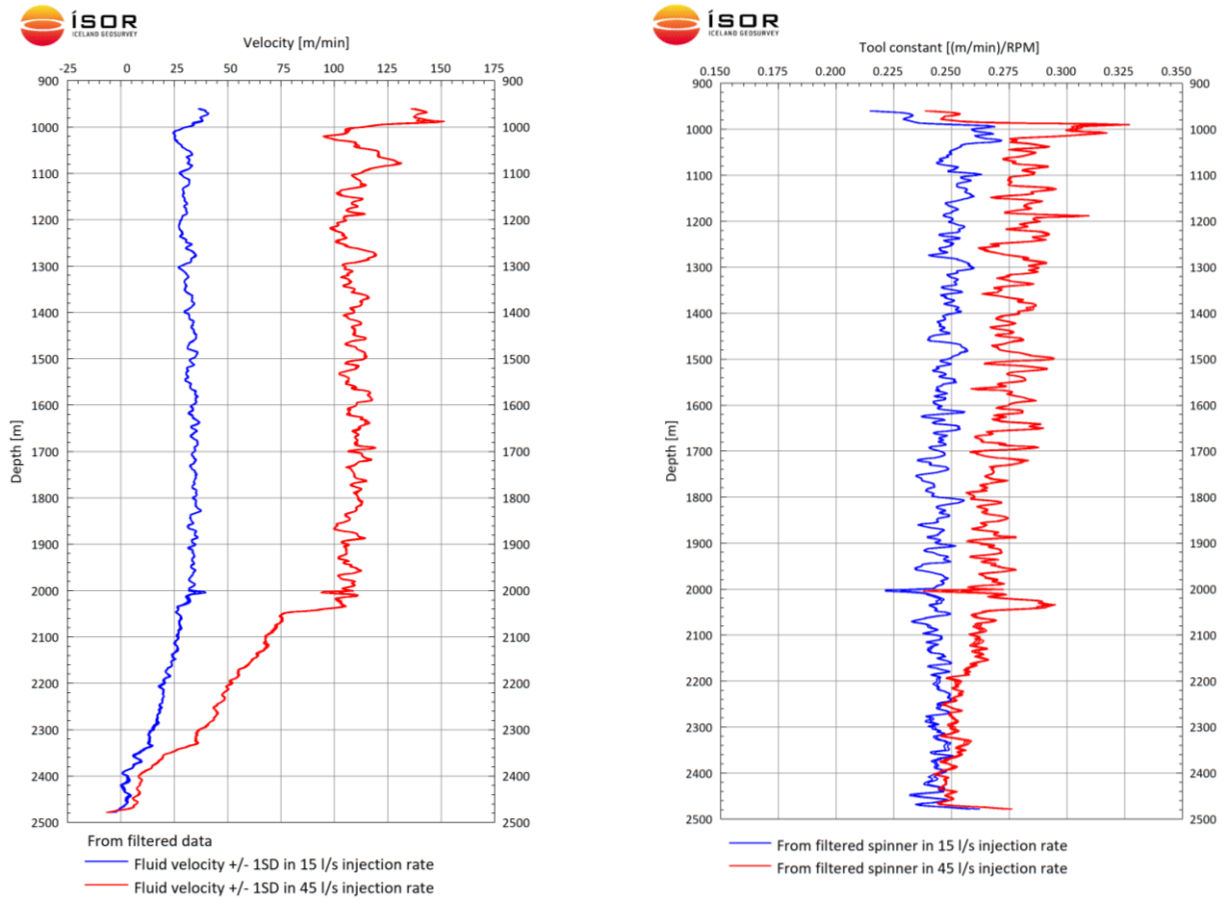 ÍSOR
ICELAND GEOSURVEY
Velocity [m/min]
-25 0 25 50 75 100 125 150 175
900 900
1000 1000
1100 1100
1200 1200
1300 1300
1400 1400
1500 1500
1600 1600
1700 1700
1800 1800
1900 1900
2000 2000
2100 2100
2200 2200
2300 2300
2400 2400
2500 2500
Depth [m]
From filtered data
Fluid velocity +/- 1SD in 15 l/s injection rate
Fluid velocity +/- 1SD in 45 l/s injection rate
ÍSOR
ICELAND GEOSURVEY
Tool constant [(m/min)/RPM]
0.150 0.175 0.200 0.225 0.250 0.275 0.300 0.325 0.350
900 900
1000 1000
1100 1100
1200 1200
1300 1300
1400 1400
1500 1500
1600 1600
1700 1700
1800 1800
1900 1900
2000 2000
2100 2100
2200 2200
2300 2300
2400 2400
2500 2500
Depth [m]
From filtered spinner in 15 l/s injection rate
From filtered spinner in 45 l/s injection rate